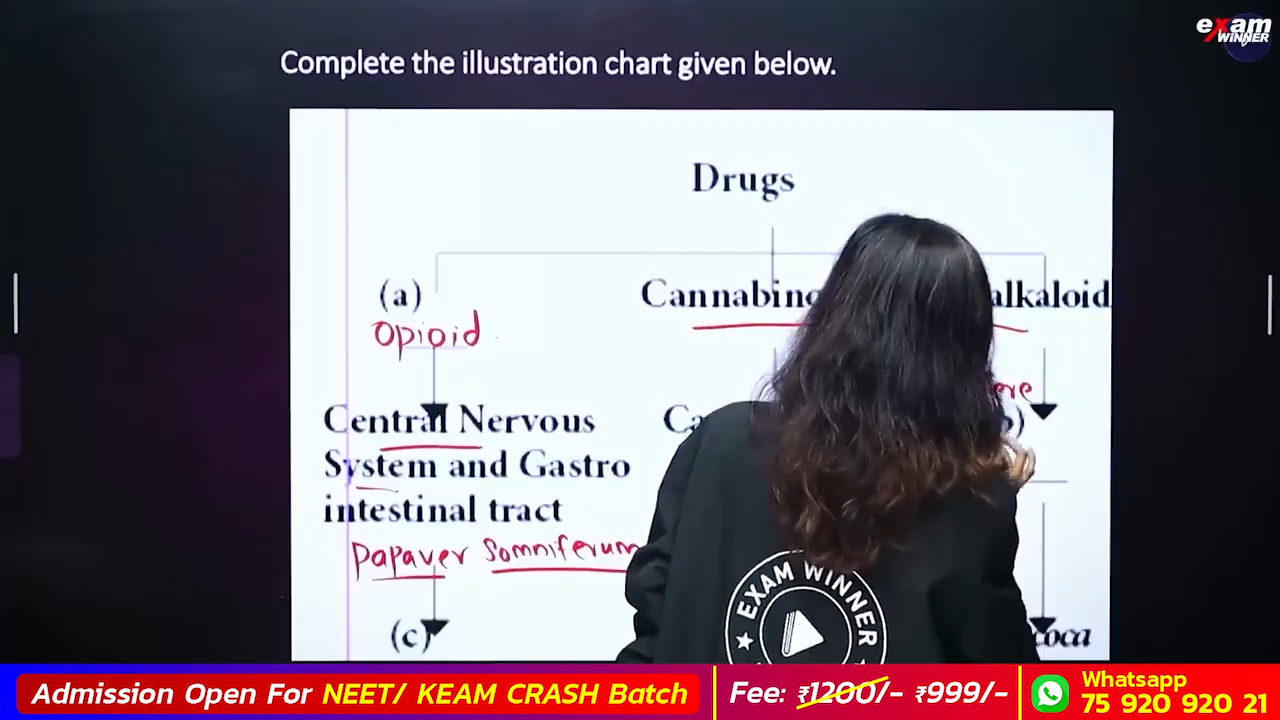 exam
WiNNER
Complete the illustration chart given below.
Drugs
(a)
alkaloid
Opioid
Central Nervous
System and Gastro
intestinal tract
Papaver Somniferum
(c)
coca
EXAM WINNER
Admission Open For NEET/ KEAM CRASH Batch
Fee: ₹1200/- ₹999/-
Whatsapp
75 920 920 21